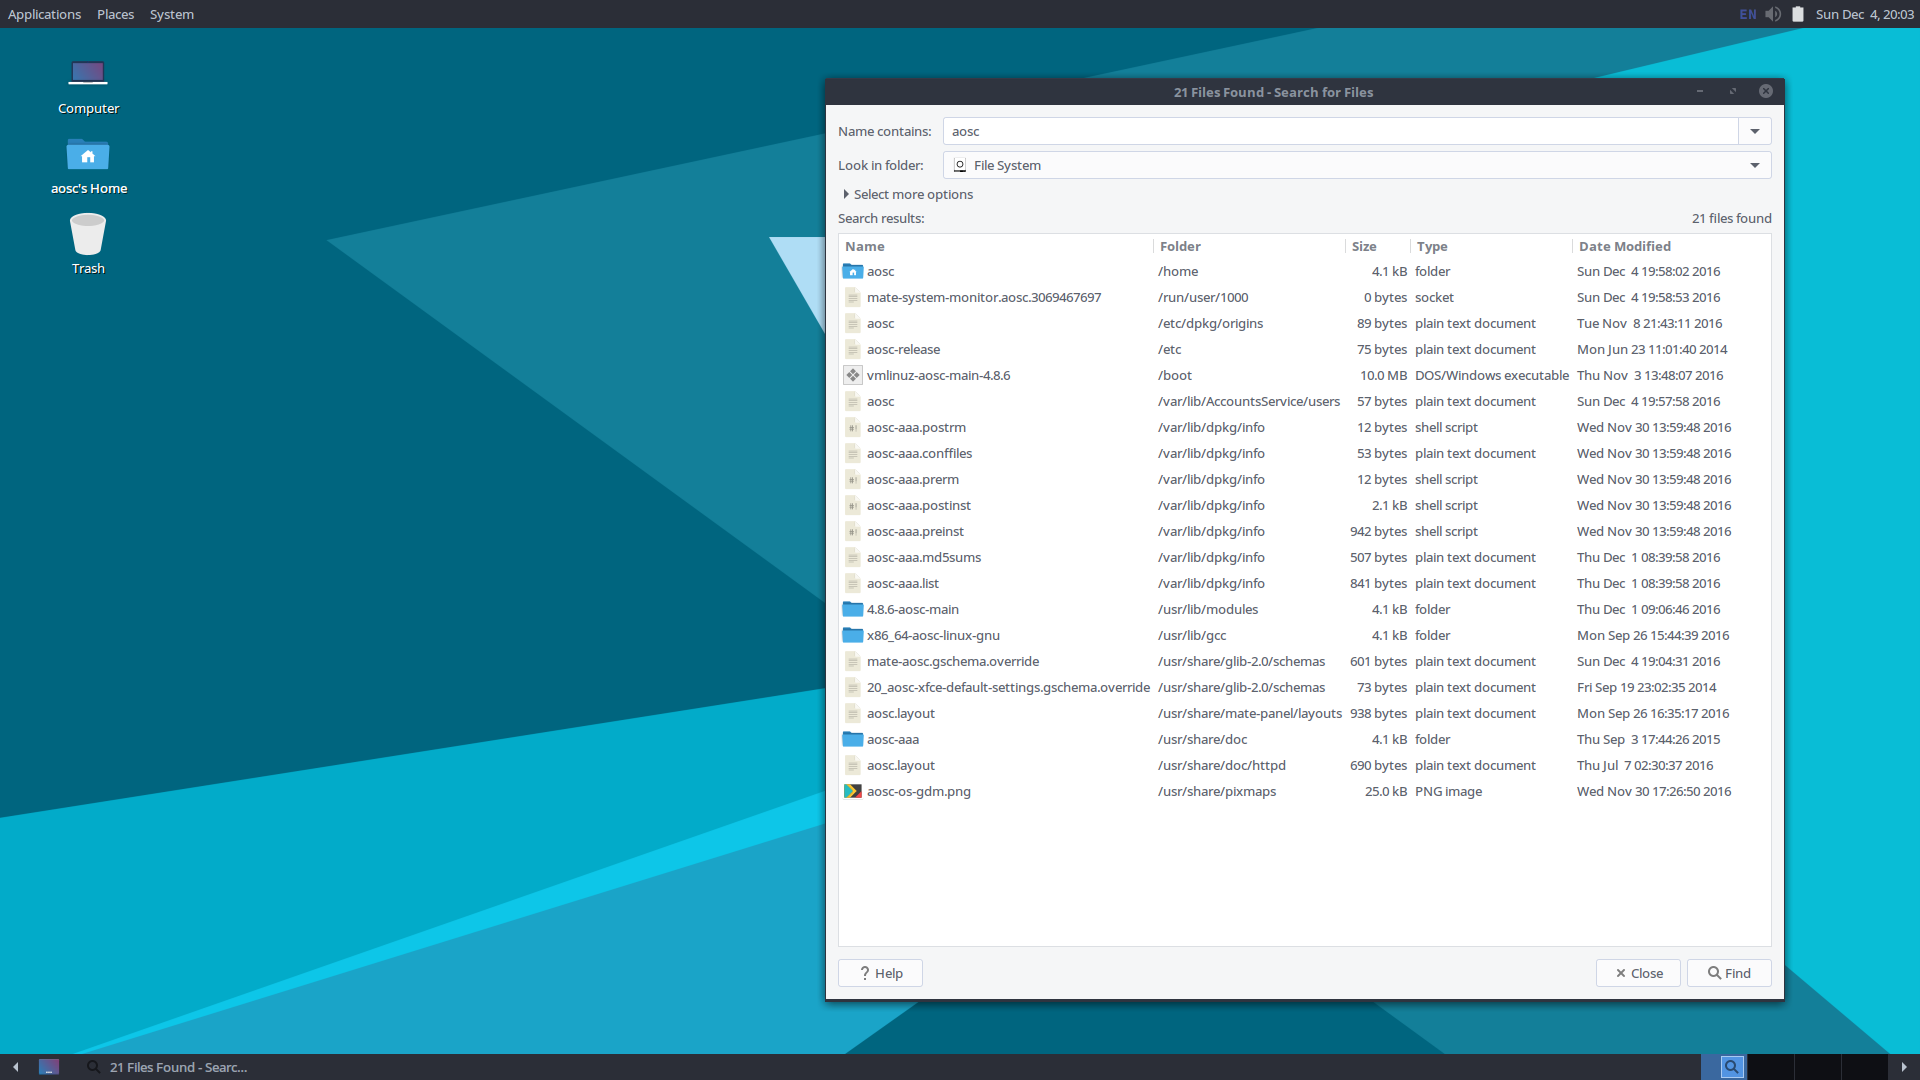 Applications Places System EN Sun Dec 4, 20:03
Computer
aosc's Home
Trash
21 Files Found - Search for Files
Name contains: aosc
Look in folder: File System
Select more options
Search results: 21 files found
Name Folder Size Type Date Modified
aosc /home 4.1 kB folder Sun Dec 4 19:58:02 2016
mate-system-monitor.aosc.3069467697 /run/user/1000 0 bytes socket Sun Dec 4 19:58:53 2016
aosc /etc/dpkg/origins 89 bytes plain text document Tue Nov 8 21:43:11 2016
aosc-release /etc 75 bytes plain text document Mon Jun 23 11:01:40 2014
vmlinuz-aosc-main-4.8.6 /boot 10.0 MB DOS/Windows executable Thu Nov 3 13:48:07 2016
aosc /var/lib/AccountsService/users 57 bytes plain text document Sun Dec 4 19:57:58 2016
aosc-aaa.postrm /var/lib/dpkg/info 12 bytes shell script Wed Nov 30 13:59:48 2016
aosc-aaa.conffiles /var/lib/dpkg/info 53 bytes plain text document Wed Nov 30 13:59:48 2016
aosc-aaa.prerm /var/lib/dpkg/info 12 bytes shell script Wed Nov 30 13:59:48 2016
aosc-aaa.postinst /var/lib/dpkg/info 2.1 kB shell script Wed Nov 30 13:59:48 2016
aosc-aaa.preinst /var/lib/dpkg/info 942 bytes shell script Wed Nov 30 13:59:48 2016
aosc-aaa.md5sums /var/lib/dpkg/info 507 bytes plain text document Thu Dec 1 08:39:58 2016
aosc-aaa.list /var/lib/dpkg/info 841 bytes plain text document Thu Dec 1 08:39:58 2016
4.8.6-aosc-main /usr/lib/modules 4.1 kB folder Thu Dec 1 09:06:46 2016
x86_64-aosc-linux-gnu /usr/lib/gcc 4.1 kB folder Mon Sep 26 15:44:39 2016
mate-aosc.gschema.override /usr/share/glib-2.0/schemas 601 bytes plain text document Sun Dec 4 19:04:31 2016
20_aosc-xfce-default-settings.gschema.override /usr/share/glib-2.0/schemas 73 bytes plain text document Fri Sep 19 23:02:35 2014
aosc.layout /usr/share/mate-panel/layouts 938 bytes plain text document Mon Sep 26 16:35:17 2016
aosc-aaa /usr/share/doc 4.1 kB folder Thu Sep 3 17:44:26 2015
aosc.layout /usr/share/doc/httpd 690 bytes plain text document Thu Jul 7 02:30:37 2016
aosc-os-gdm.png /usr/share/pixmaps 25.0 kB PNG image Wed Nov 30 17:26:50 2016
? Help Close Find
21 Files Found - Searc...